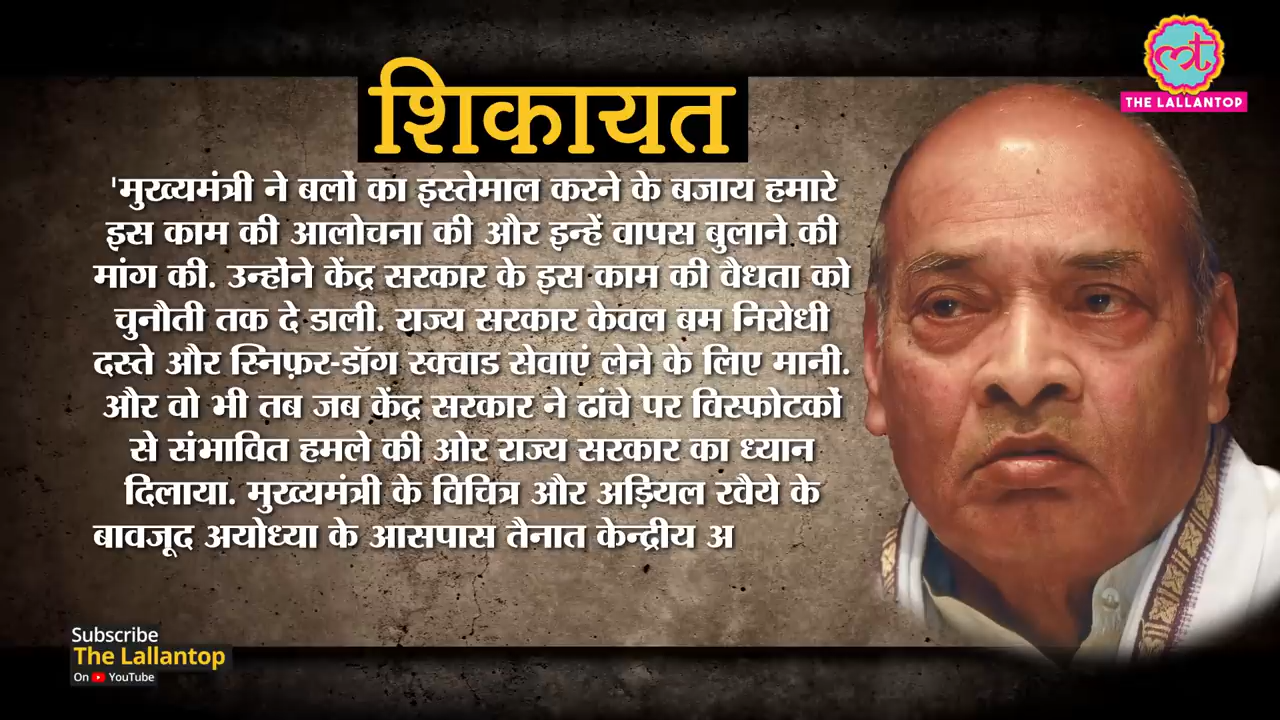 THE LALLANTOP
शिकायत
'मुख्यमंत्री ने बलों का इस्तेमाल करने के बजाय हमारे
इस काम की आलोचना की और इन्हें वापस बुलाने की
मांग की. उन्होंने केंद्र सरकार के इस काम की वैधता को
चुनौती तक दे डाली. राज्य सरकार केवल बम निरोधी
दस्ते और स्निफ़र-डॉग स्क्वाड सेवाएं लेने के लिए मानी.
और वो भी तब जब केंद्र सरकार ने ढांचे पर विस्फोटकों
से संभावित हमले की ओर राज्य सरकार का ध्यान
दिलाया. मुख्यमंत्री के विचित्र और अड़ियल रवैये के
बावजूद अयोध्या के आसपास तैनात केन्द्रीय अ
Subscribe
The Lallantop
On YouTube